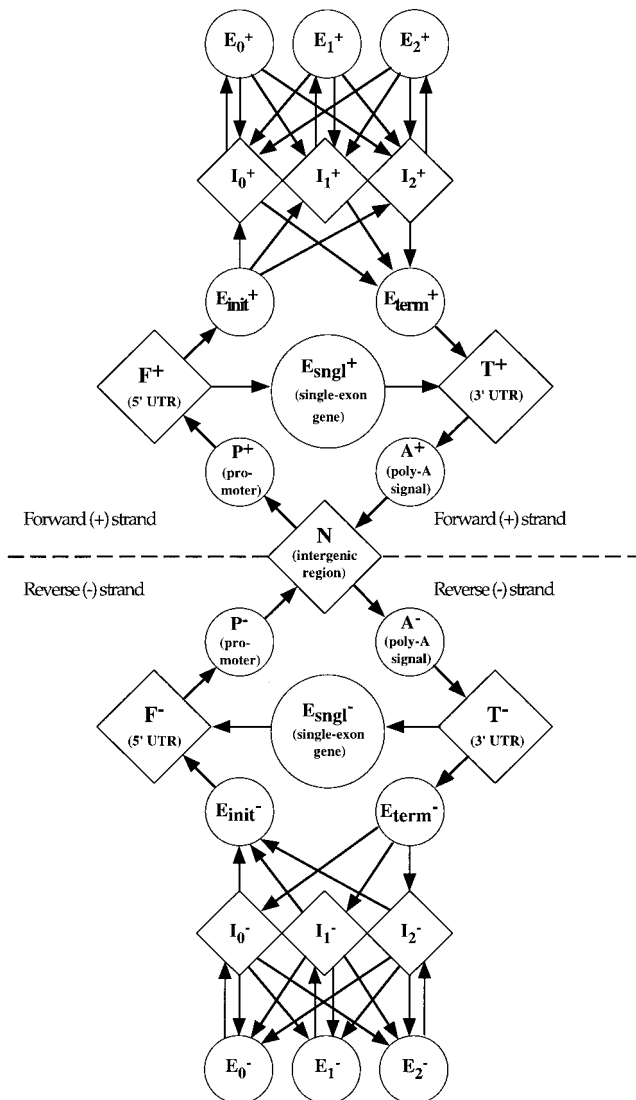 E0+ E1+ E2+
I0+ I1+ I2+
Einit+ Eterm+
F+ (5' UTR)
Esngl+ (single-exon gene)
T+ (3' UTR)
P+ (pro-moter)
A+ (poly-A signal)
Forward (+) strand Forward (+) strand
N (intergenic region)
Reverse (-) strand Reverse (-) strand
P- (pro-moter)
A- (poly-A signal)
F- (5' UTR)
Esngl- (single-exon gene)
T- (3' UTR)
Einit- Eterm-
I0- I1- I2-
E0- E1- E2-